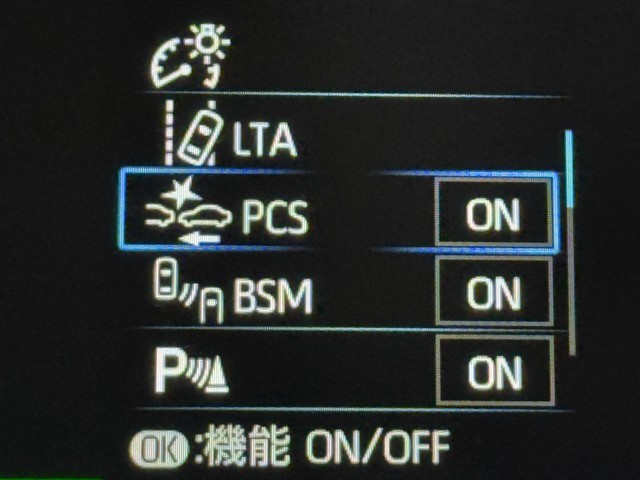 LTA
PCS ON
BSM ON
P ON
OK:機能 ON/OFF